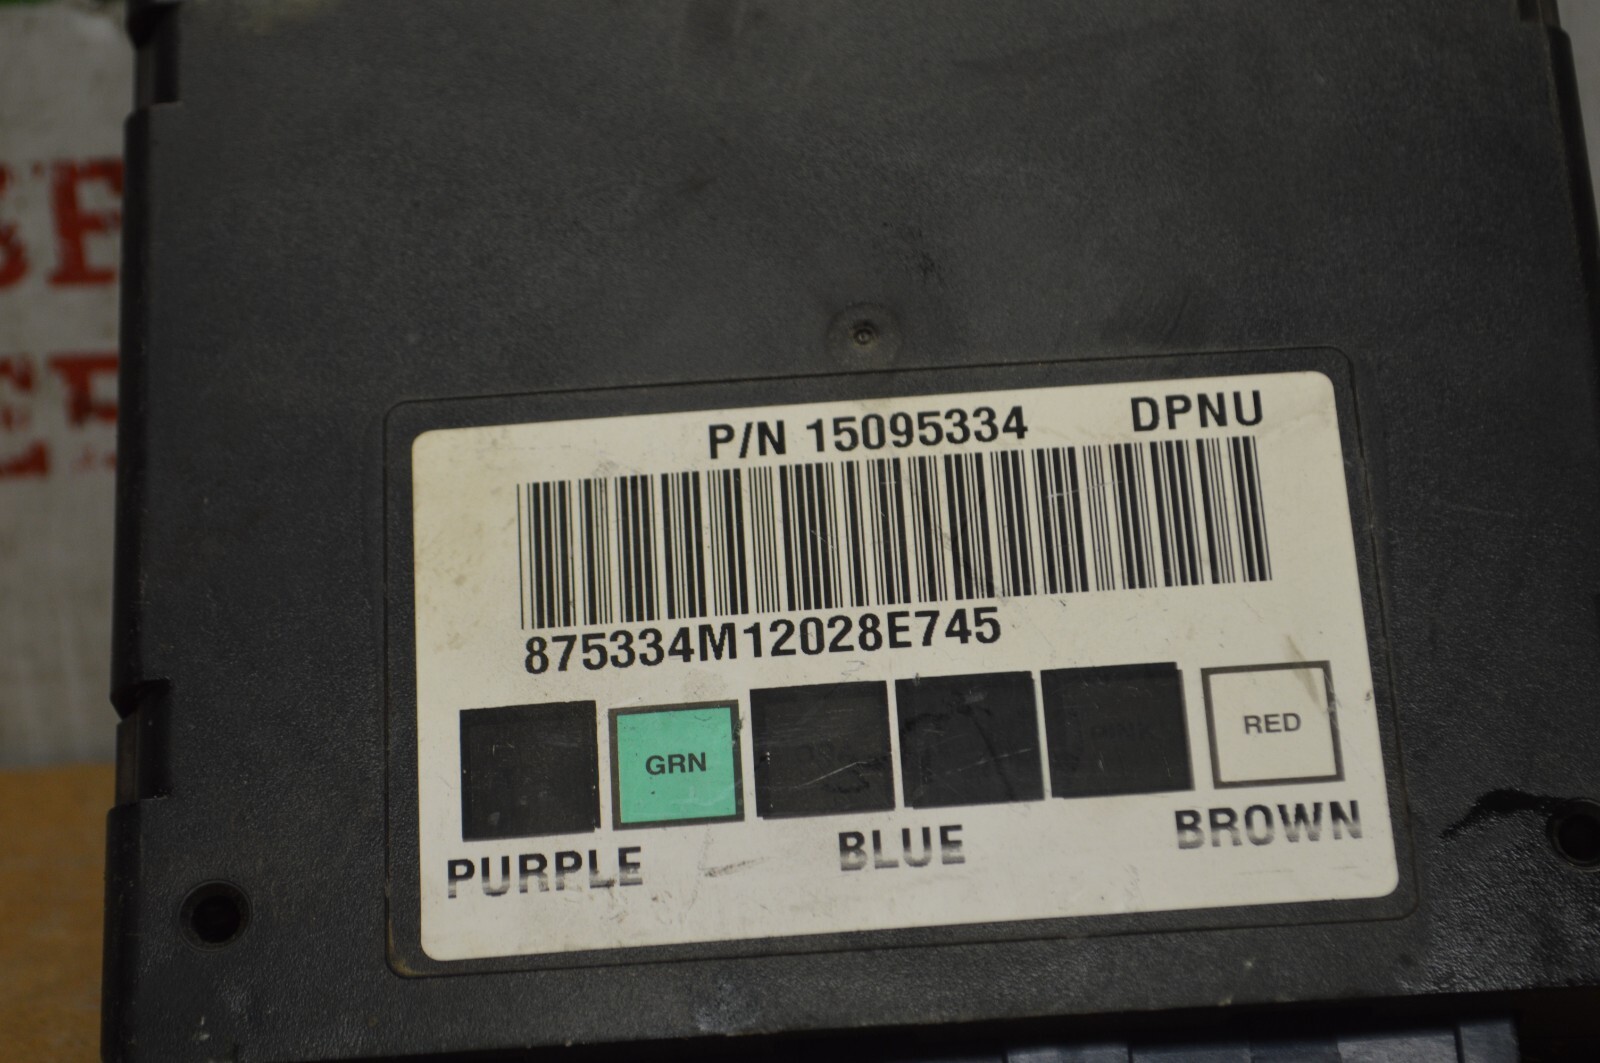 P/N 15095334 DPNU
875334M12028E745
GRN RED
PURPLE BLUE BROWN